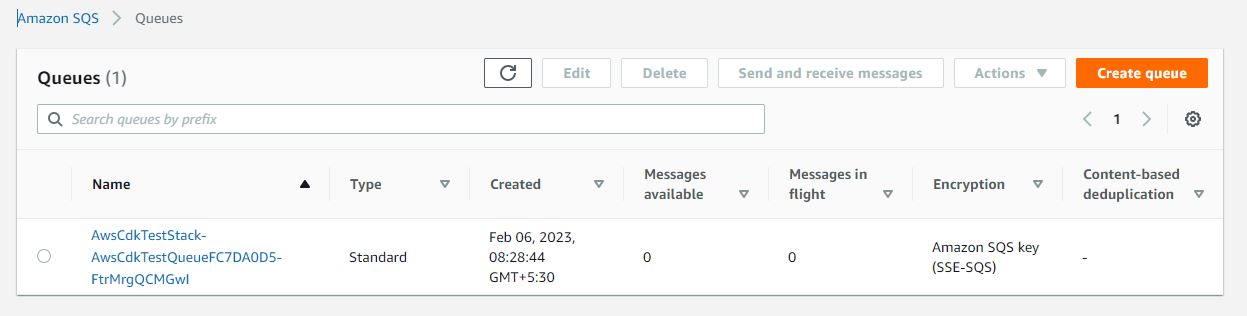 Amazon SQS > Queues
Queues (1)
Edit
Delete
Send and receive messages
Actions
Create queue
Search queues by prefix
1
Name
Type
Created
Messages available
Messages in flight
Encryption
Content-based deduplication
AwsCdkTestStack-
AwsCdkTestQueueFC7DA0D5-
FtrMrgQCMGwI
Standard
Feb 06, 2023,
08:28:44
GMT+5:30
0
0
Amazon SQS key
(SSE-SQS)
-